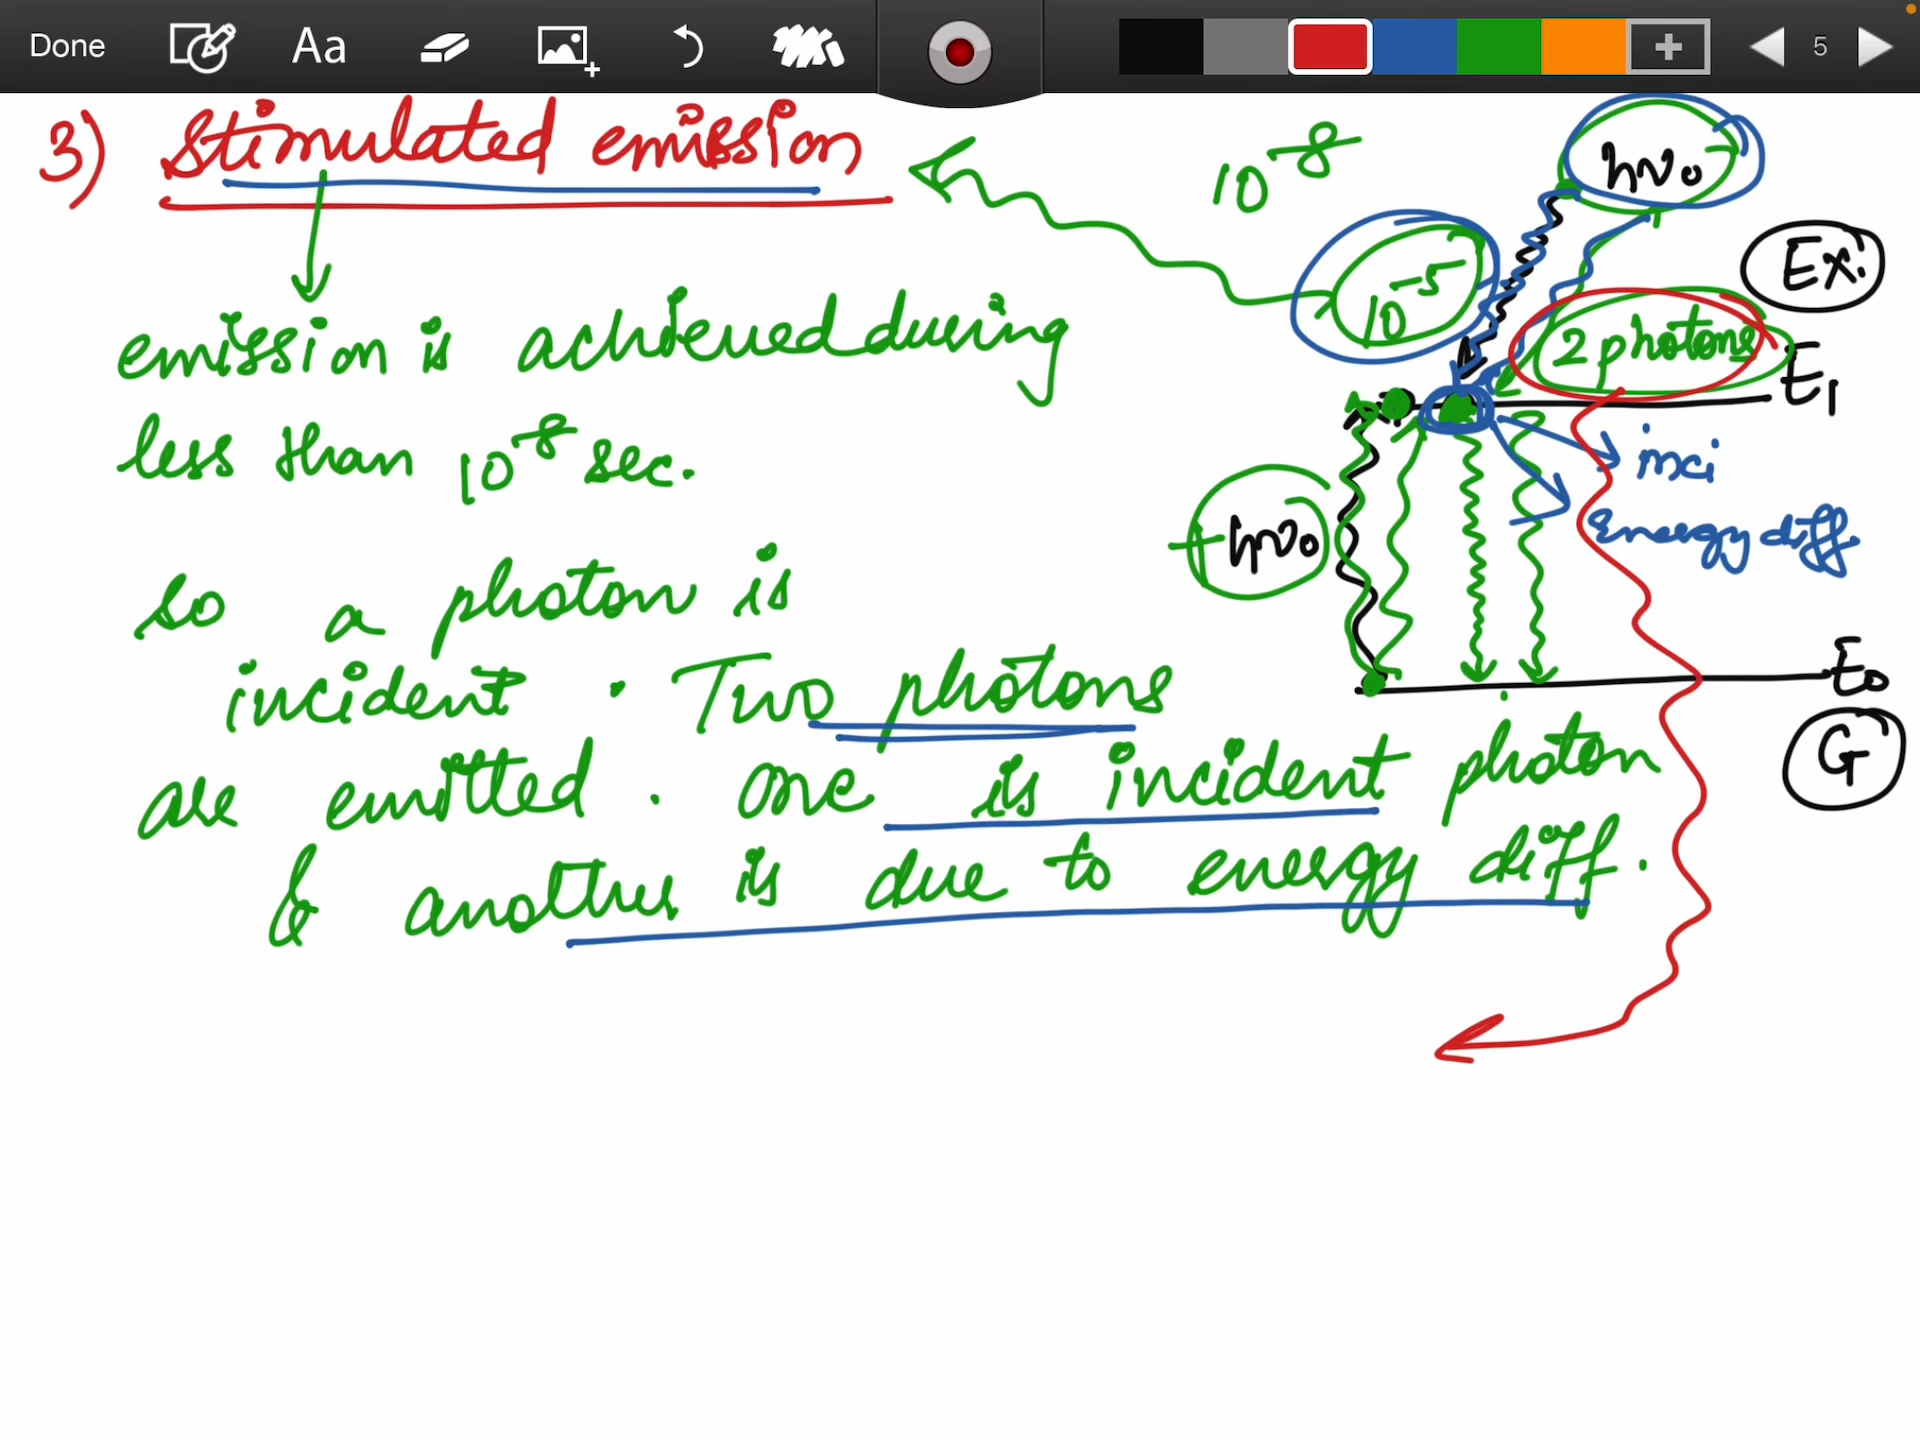 Done Aa 5
3) Stimulated emission
10^-8
hν₀
Ex.
10^-5
2 photons
E₁
emission is achieved during
less than 10^-8 sec.
inci
Energy diff.
hν₀
so a photon is
incident . Two photons
E₀
G
are emitted . one is incident photon
& another is due to energy diff.